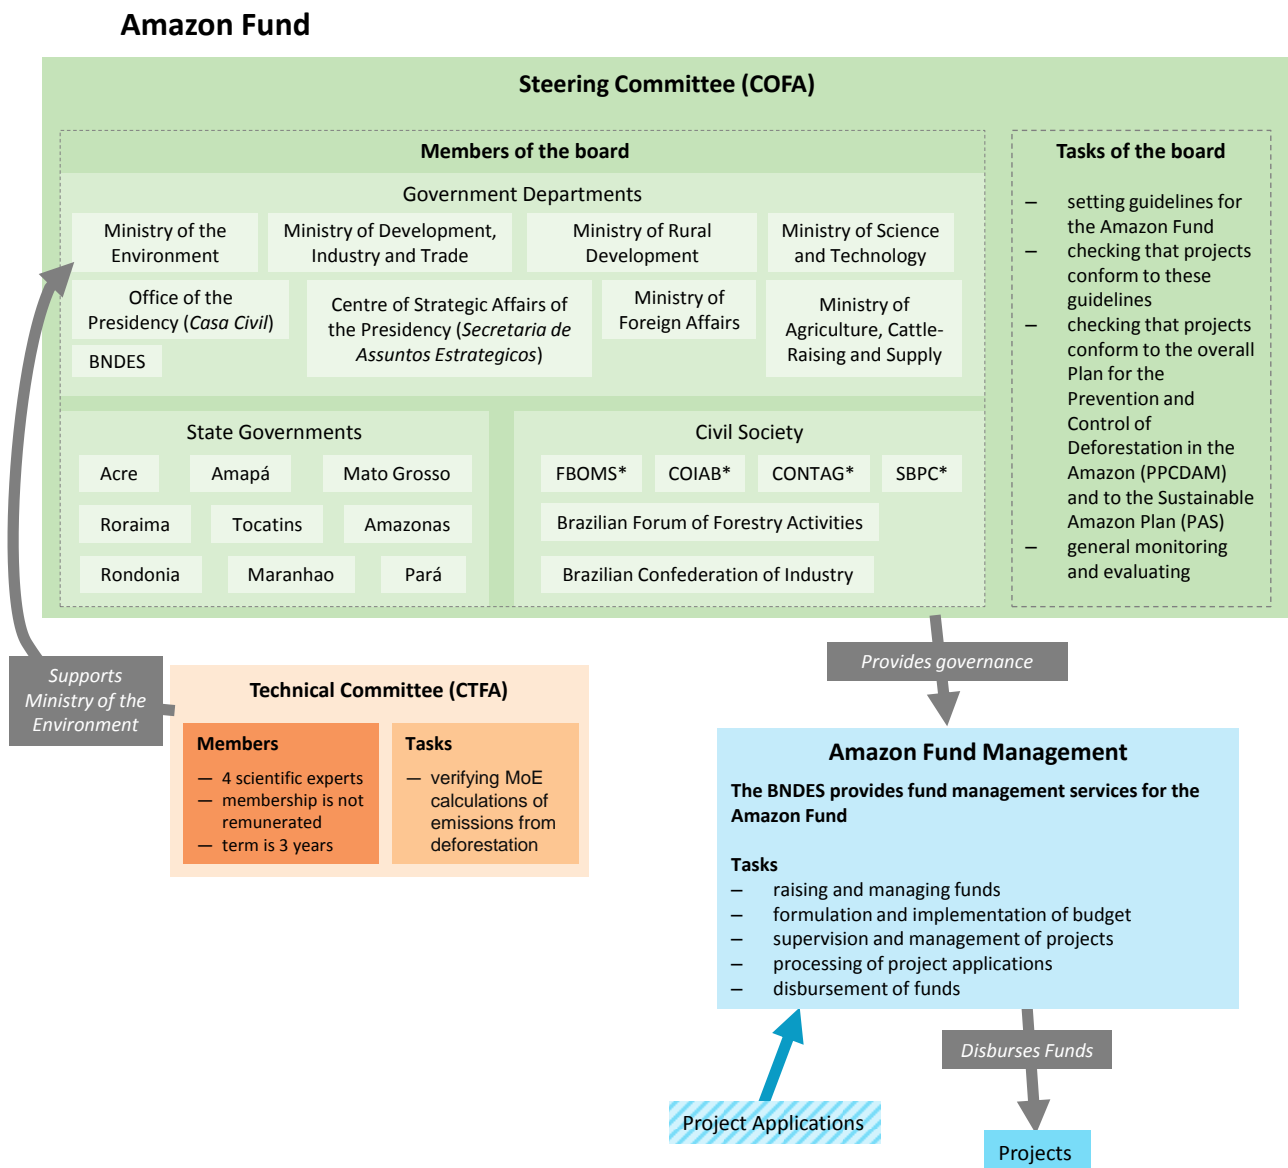 Amazon Fund
Steering Committee (COFA)
Members of the board
Government Departments
Ministry of the
Environment
Ministry of Development,
Industry and Trade
Ministry of Rural
Development
Ministry of Science
and Technology
Office of the
Presidency (Casa Civil)
Centre of Strategic Affairs of
the Presidency (Secretaria de
Assuntos Estrategicos)
Ministry of
Foreign Affairs
Ministry of
Agriculture, Cattle-
Raising and Supply
BNDES
State Governments
Acre
Amapá
Mato Grosso
Roraima
Tocatins
Amazonas
Rondonia
Maranhao
Pará
Civil Society
FBOMS*
COIAB*
CONTAG*
SBPC*
Brazilian Forum of Forestry Activities
Brazilian Confederation of Industry
Tasks of the board
– setting guidelines for
the Amazon Fund
– checking that projects
conform to these
guidelines
– checking that projects
conform to the overall
Plan for the
Prevention and
Control of
Deforestation in the
Amazon (PPCDAM)
and to the Sustainable
Amazon Plan (PAS)
– general monitoring
and evaluating
Supports
Ministry of the
Environment
Technical Committee (CTFA)
Members
– 4 scientific experts
– membership is not
remunerated
– term is 3 years
Tasks
– verifying MoE
calculations of
emissions from
deforestation
Provides governance
Amazon Fund Management
The BNDES provides fund management services for the
Amazon Fund
Tasks
– raising and managing funds
– formulation and implementation of budget
– supervision and management of projects
– processing of project applications
– disbursement of funds
Disburses Funds
Project Applications
Projects